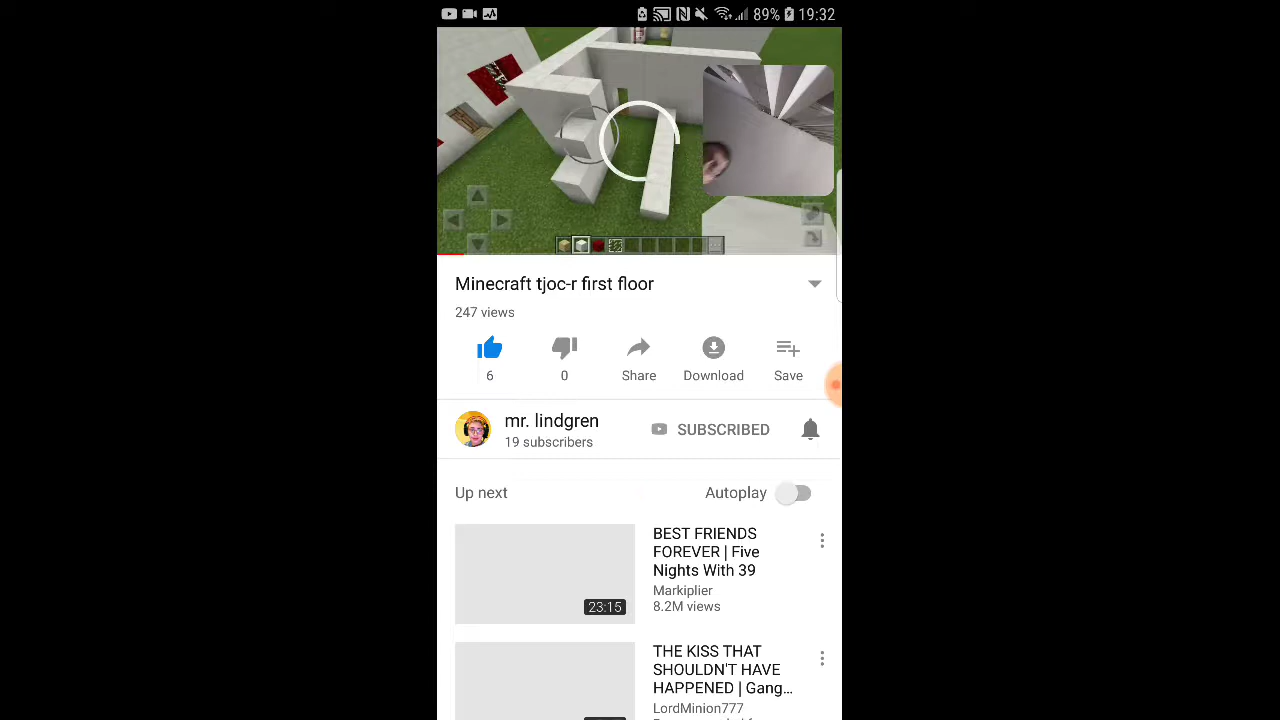 89% 19:32
Minecraft tjoc-r first floor
247 views
6
0
Share
Download
Save
mr. lindgren
19 subscribers
SUBSCRIBED
Up next
Autoplay
BEST FRIENDS
FOREVER | Five
Nights With 39
Markiplier
8.2M views
23:15
THE KISS THAT
SHOULDN'T HAVE
HAPPENED | Gang...
LordMinion777